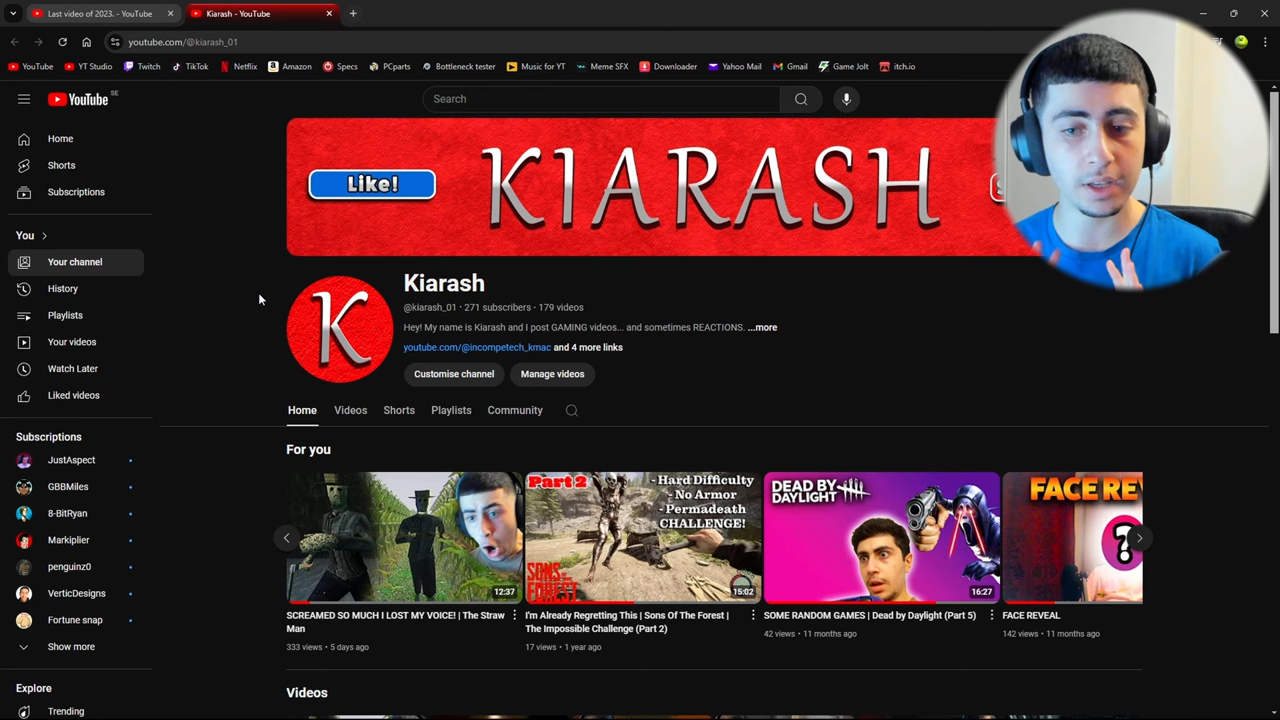 Last video of 2023. - YouTube
Kiarash - YouTube
youtube.com/@kiarash_01
YouTube
YT Studio
Twitch
TikTok
Netflix
Amazon
Specs
PCparts
Bottleneck tester
Music for YT
Meme SFX
Downloader
Yahoo Mail
Gmail
Game Jolt
itch.io
YouTube SE
Search
Home
Shorts
Subscriptions
You
Your channel
History
Playlists
Your videos
Watch Later
Liked videos
Subscriptions
JustAspect
GBBMiles
8-BitRyan
Markiplier
penguinz0
VerticDesigns
Fortune snap
Show more
Explore
Trending
Like!
KIARASH
K
Kiarash
@kiarash_01 · 271 subscribers · 179 videos
Hey! My name is Kiarash and I post GAMING videos... and sometimes REACTIONS. ...more
youtube.com/@incompetech_kmac and 4 more links
Customise channel
Manage videos
Home
Videos
Shorts
Playlists
Community
For you
12:37
SCREAMED SO MUCH I LOST MY VOICE! | The Straw
Man
333 views · 5 days ago
Part 2
- Hard Difficulty
- No Armor
- Permadeath
CHALLENGE!
SONS OF THE
FOREST
15:02
I'm Already Regretting This | Sons Of The Forest |
The Impossible Challenge (Part 2)
17 views · 1 year ago
DEAD BY
DAYLIGHT
16:27
SOME RANDOM GAMES | Dead by Daylight (Part 5)
42 views · 11 months ago
FACE RE
?
FACE REVEAL
142 views · 11 months ago
Videos